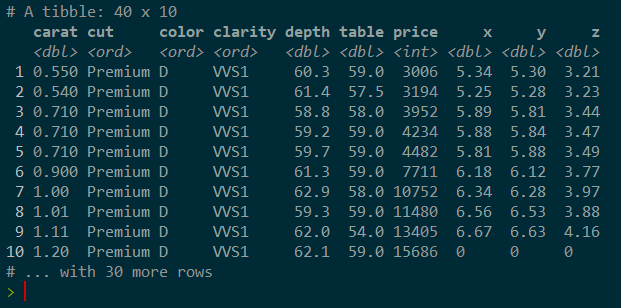 # A tibble: 40 x 10
   carat cut     color clarity depth table price     x     y     z
   <dbl> <ord>   <ord> <ord>   <dbl> <dbl> <int> <dbl> <dbl> <dbl>
 1 0.550 Premium D     VVS1     60.3  59.0  3006  5.34  5.30  3.21
 2 0.540 Premium D     VVS1     61.4  57.5  3194  5.25  5.28  3.23
 3 0.710 Premium D     VVS1     58.8  58.0  3952  5.89  5.81  3.44
 4 0.710 Premium D     VVS1     59.2  59.0  4234  5.88  5.84  3.47
 5 0.710 Premium D     VVS1     59.7  59.0  4482  5.81  5.88  3.49
 6 0.900 Premium D     VVS1     61.3  59.0  7711  6.18  6.12  3.77
 7 1.00  Premium D     VVS1     62.9  58.0 10752  6.34  6.28  3.97
 8 1.01  Premium D     VVS1     59.3  59.0 11480  6.56  6.53  3.88
 9 1.11  Premium D     VVS1     62.0  54.0 13405  6.67  6.63  4.16
10 1.20  Premium D     VVS1     62.1  59.0 15686  0     0     0
# ... with 30 more rows
>